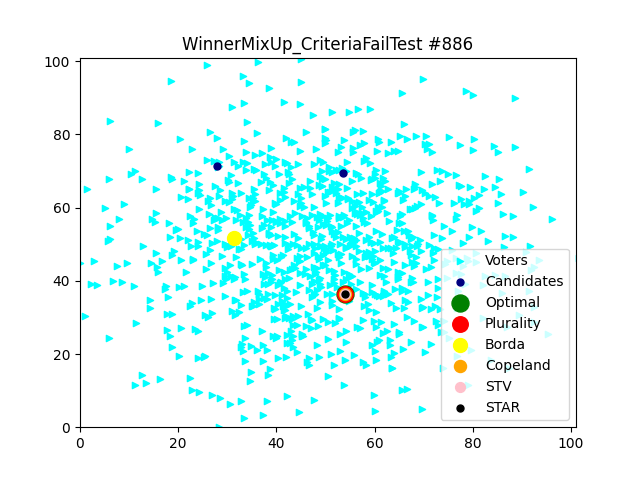 WinnerMixUp_CriteriaFailTest #886
100
80
60
40
20
0
0
20
40
60
80
100
Voters
Candidates
Optimal
Plurality
Borda
Copeland
STV
STAR